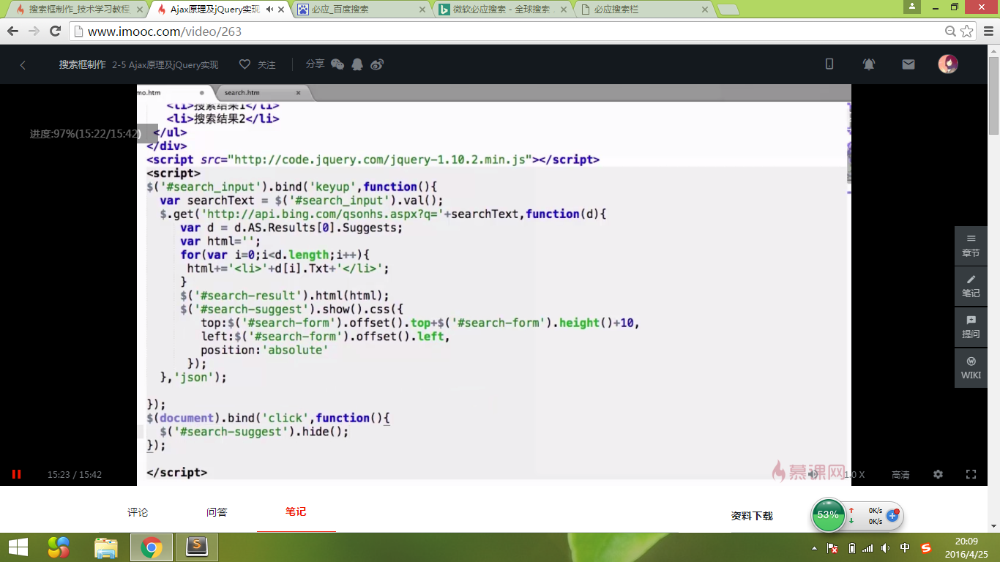 搜索框制作_技术学习教程
Ajax原理及jQuery实现
必应_百度搜索
微软必应搜索 - 全球搜索
必应搜索栏
www.imooc.com/video/263
搜索框制作 2-5 Ajax原理及jQuery实现 关注 分享
mo.htm search.htm
<li>搜索结果1</li>
<li>搜索结果2</li>
进度:97%(15:22/15:42)
</ul>
</div>
<script src="http://code.jquery.com/jquery-1.10.2.min.js"></script>
<script>
$('#search_input').bind('keyup',function(){
var searchText = $('#search_input').val();
$.get('http://api.bing.com/qsonhs.aspx?q='+searchText,function(d){
var d = d.AS.Results[0].Suggests;
var html='';
for(var i=0;i<d.length;i++){
html+='<li>'+d[i].Txt+'</li>';
}
$('#search-result').html(html);
$('#search-suggest').show().css({
top:$('#search-form').offset().top+$('#search-form').height()+10,
left:$('#search-form').offset().left,
position:'absolute'
});
},'json');
});
$(document).bind('click',function(){
$('#search-suggest').hide();
});
</script>
章节
笔记
提问
WIKI
慕课网
15:23 / 15:42
1.0 X 高清
评论 问答 笔记 资料下载
53% 0K/s
0K/s
中
20:09
2016/4/25